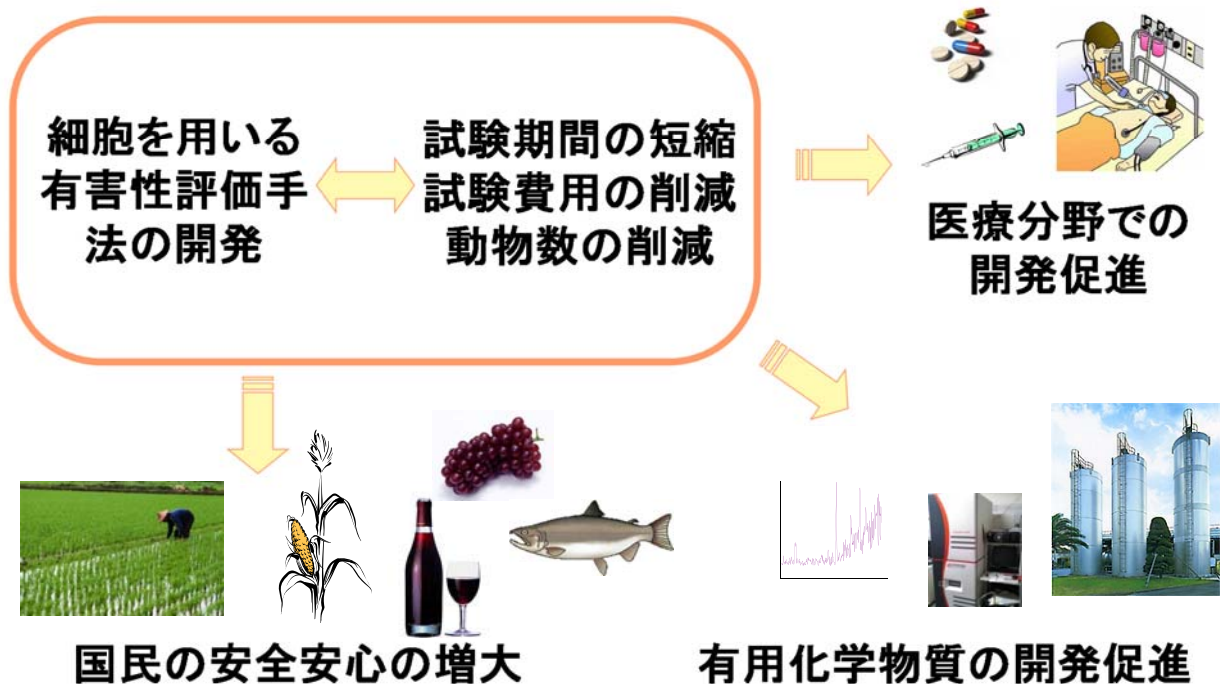 細胞を用いる
有害性評価手
法の開発
試験期間の短縮
試験費用の削減
動物数の削減
医療分野での
開発促進
国民の安全安心の増大
有用化学物質の開発促進